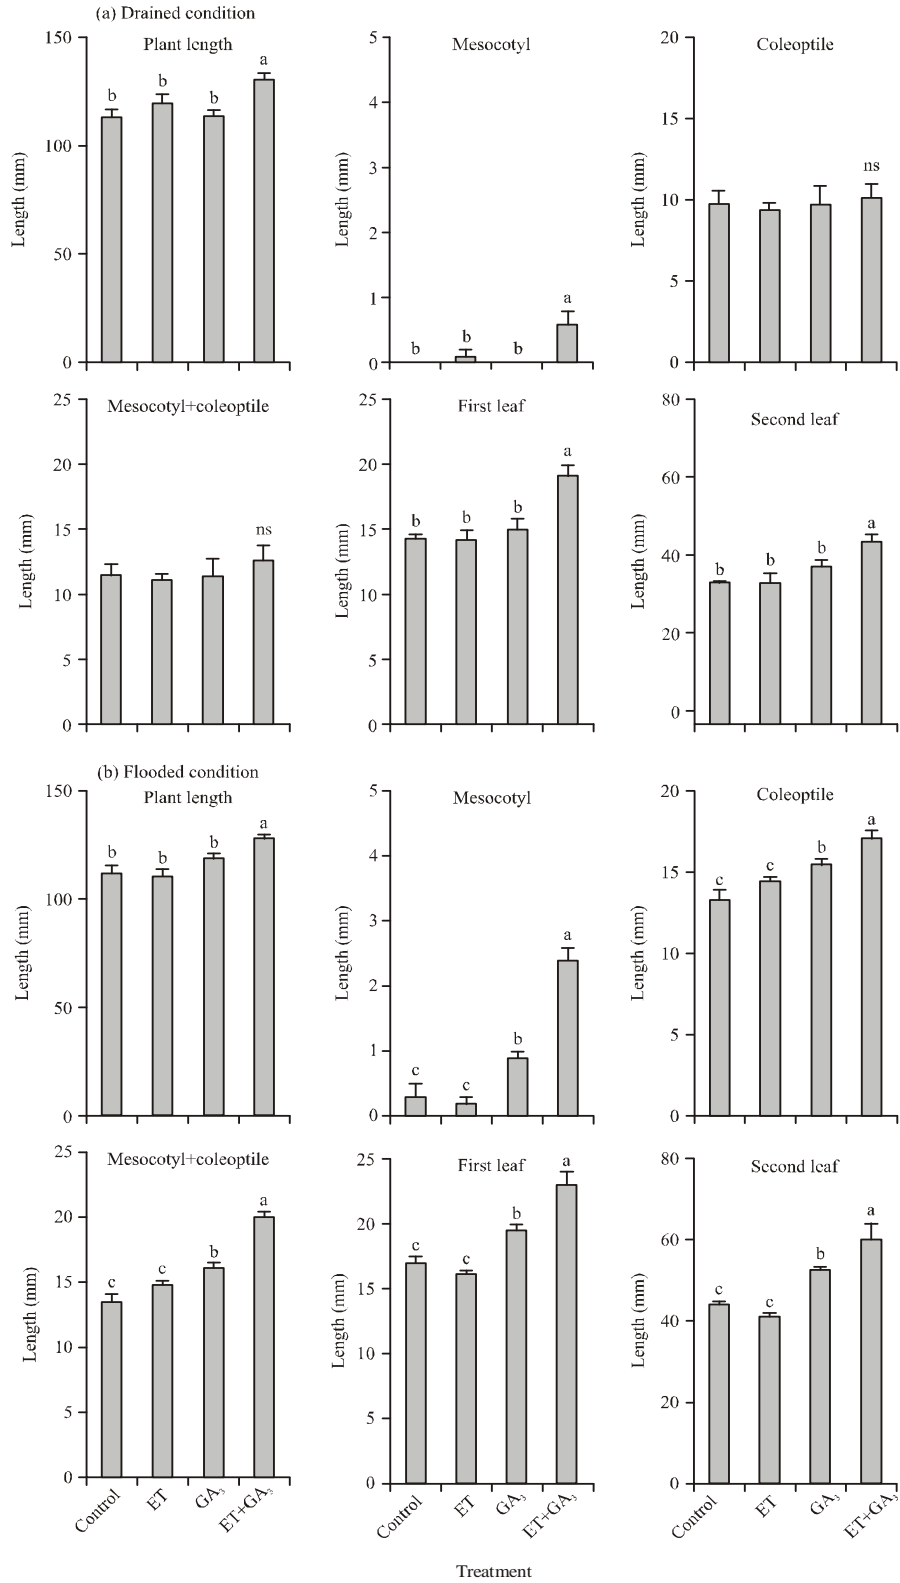 (a) Drained condition
Plant length
Length (mm)
150
100
50
0
b
b
b
a
Mesocotyl
Length (mm)
5
4
3
2
1
0
b
b
b
a
Coleoptile
Length (mm)
20
15
10
5
0
ns
Mesocotyl+coleoptile
Length (mm)
25
20
15
10
5
0
ns
First leaf
Length (mm)
25
20
15
10
5
0
b
b
b
a
Second leaf
Length (mm)
80
60
40
20
0
b
b
b
a
(b) Flooded condition
Plant length
Length (mm)
150
100
50
0
b
b
b
a
Mesocotyl
Length (mm)
5
4
3
2
1
0
c
c
b
a
Coleoptile
Length (mm)
20
15
10
5
0
c
c
b
a
Mesocotyl+coleoptile
Length (mm)
25
20
15
10
5
0
c
c
b
a
Control
ET
GA₃
ET+GA₃
First leaf
Length (mm)
25
20
15
10
5
0
c
c
b
a
Control
ET
GA₃
ET+GA₃
Second leaf
Length (mm)
80
60
40
20
0
c
c
b
a
Control
ET
GA₃
ET+GA₃
Treatment